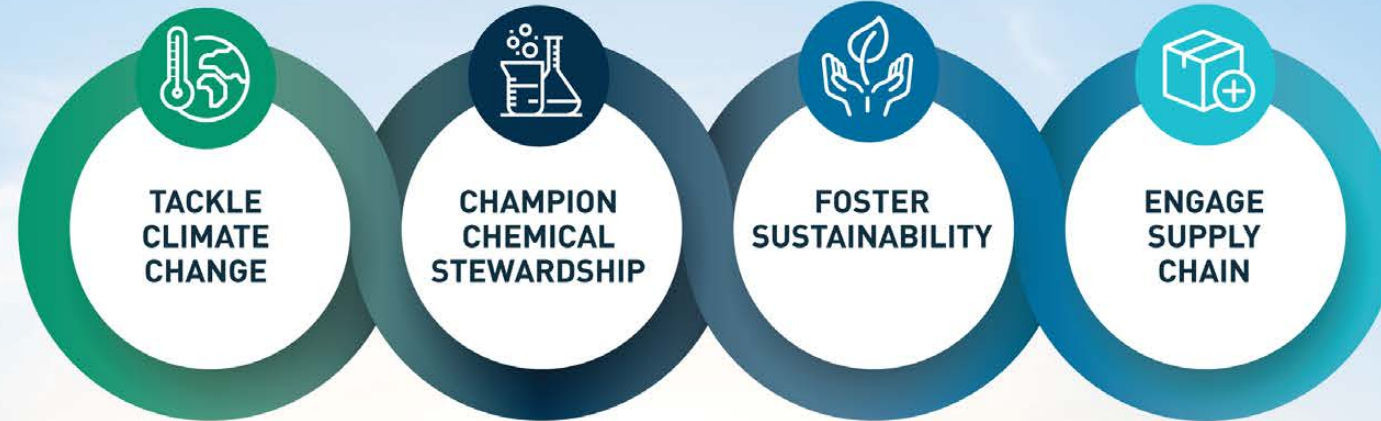 TACKLE
CLIMATE
CHANGE
CHAMPION
CHEMICAL
STEWARDSHIP
FOSTER
SUSTAINABILITY
ENGAGE
SUPPLY
CHAIN